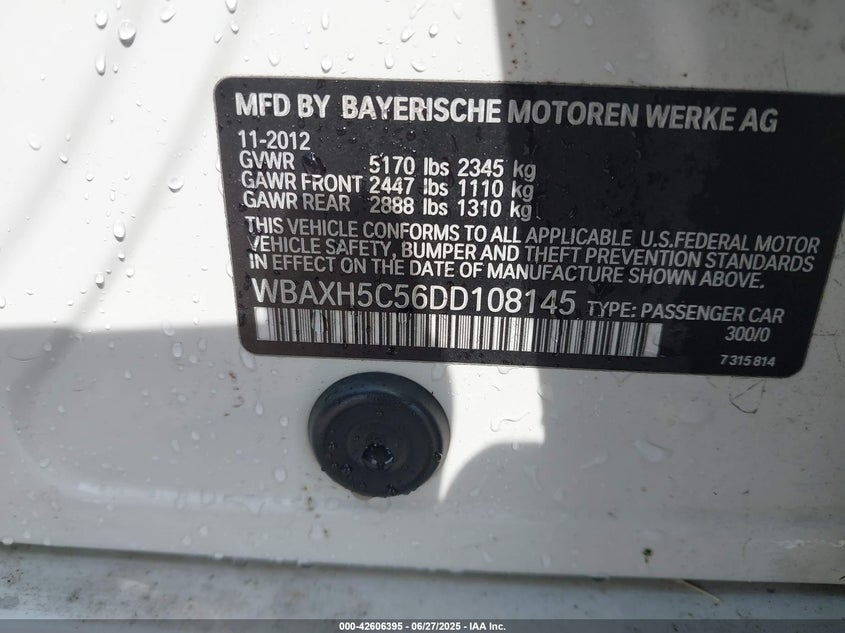 MFD BY BAYERISCHE MOTOREN WERKE AG
11-2012
GVWR 5170 lbs 2345 kg
GAWR FRONT 2447 lbs 1110 kg
GAWR REAR 2888 lbs 1310 kg
THIS VEHICLE CONFORMS TO ALL APPLICABLE U.S.FEDERAL MOTOR
VEHICLE SAFETY, BUMPER AND THEFT PREVENTION STANDARDS
IN EFFECT ON THE DATE OF MANUFACTURE SHOWN ABOVE.
WBAXH5C56DD108145 TYPE: PASSENGER CAR
300/0
7315814
000-42606395 - 06/27/2025 - IAA Inc.